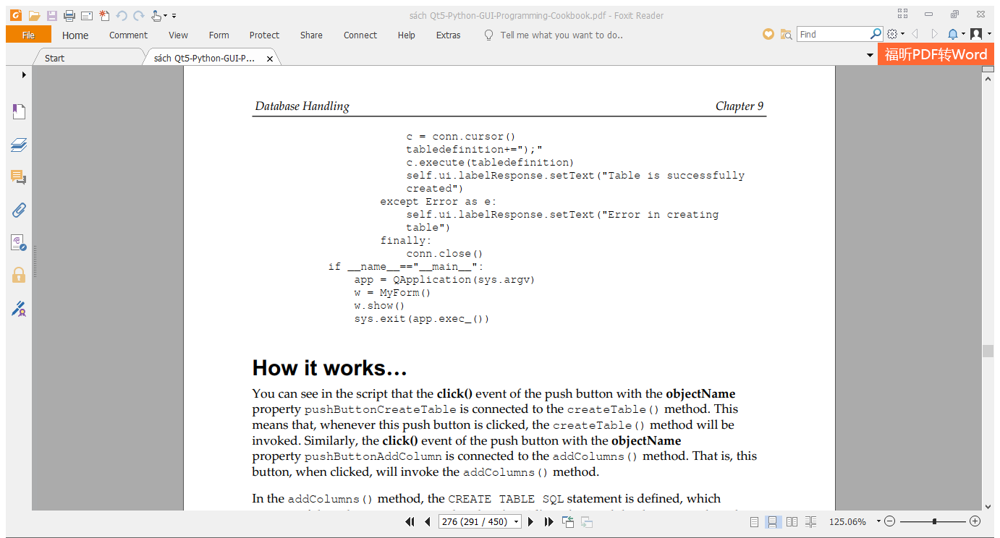 sách Qt5-Python-GUI-Programming-Cookbook.pdf - Foxit Reader
File Home Comment View Form Protect Share Connect Help Extras Tell me what you want to do.. Find
Start sách Qt5-Python-GUI-P... 福昕PDF转Word
Database Handling Chapter 9
c = conn.cursor()
tabledefinition+=");"
c.execute(tabledefinition)
self.ui.labelResponse.setText("Table is successfully
created")
except Error as e:
self.ui.labelResponse.setText("Error in creating
table")
finally:
conn.close()
if __name__=="__main__":
app = QApplication(sys.argv)
w = MyForm()
w.show()
sys.exit(app.exec_())
How it works…
You can see in the script that the click() event of the push button with the objectName
property pushButtonCreateTable is connected to the createTable() method. This
means that, whenever this push button is clicked, the createTable() method will be
invoked. Similarly, the click() event of the push button with the objectName
property pushButtonAddColumn is connected to the addColumns() method. That is, this
button, when clicked, will invoke the addColumns() method.
In the addColumns() method, the CREATE TABLE SQL statement is defined, which
276 (291 / 450) 125.06%